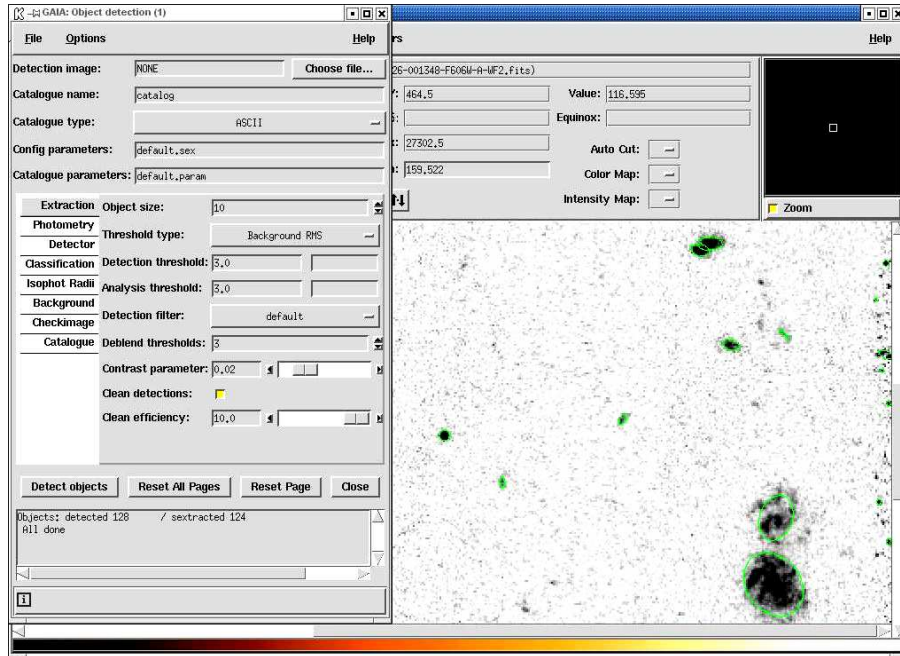 GAIA: Object detection (1)
File Options Help
Detection image: NONE Choose file...
Catalogue name: catalog
Catalogue type: ASCII
Config parameters: default.sex
Catalogue parameters: default.param
Extraction
Photometry
Detector
Classification
Isophot Radii
Background
Checkimage
Catalogue
Object size: 10
Threshold type: Background RMS
Detection threshold: 3.0
Analysis threshold: 3.0
Detection filter: default
Deblend thresholds: 3
Contrast parameter: 0.02
Clean detections:
Clean efficiency: 10.0
Detect objects Reset All Pages Reset Page Close
Objects: detected 128 / sextracted 124
All done
Help
26-001348-F606W-A-WF2.fits)
464.5 Value: 116.595
Equinox:
27302.5
Auto Cut:
159.522
Color Map:
Intensity Map:
Zoom